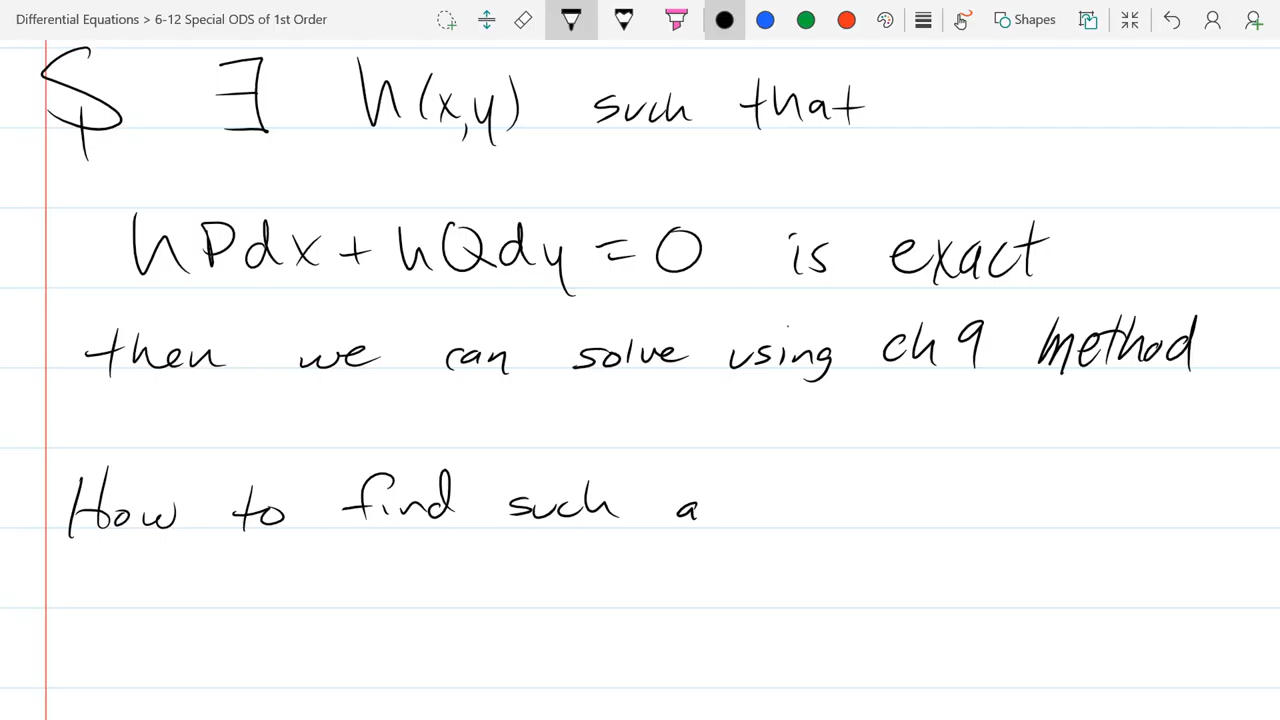 Differential Equations > 6-12 Special ODS of 1st Order
Shapes
$ ∃ h(x,y) such that
hPdx + hQdy = 0 is exact
then we can solve using ch 9 method
How to find such a